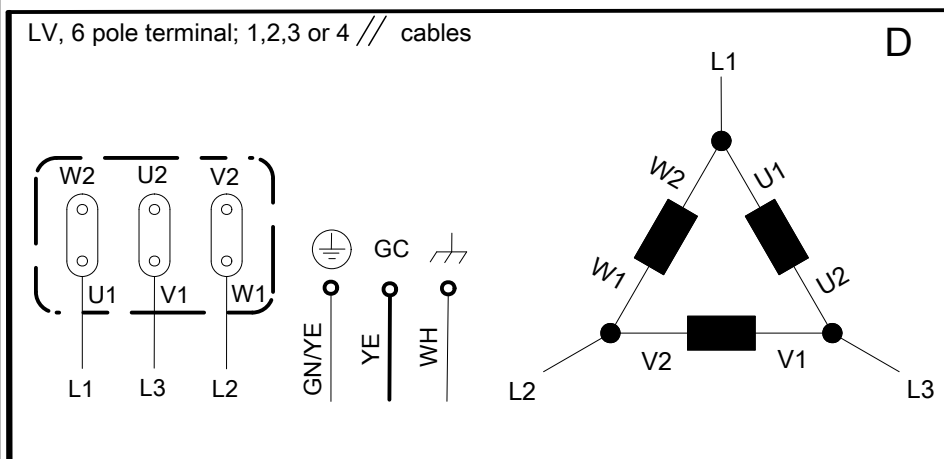 LV, 6 pole terminal; 1,2,3 or 4 // cables
D
W2 U2 V2
U1 V1 W1
L1 L3 L2
GC
GN/YE YE WH
L1
W2 U1
W1 U2
V2 V1
L2 L3